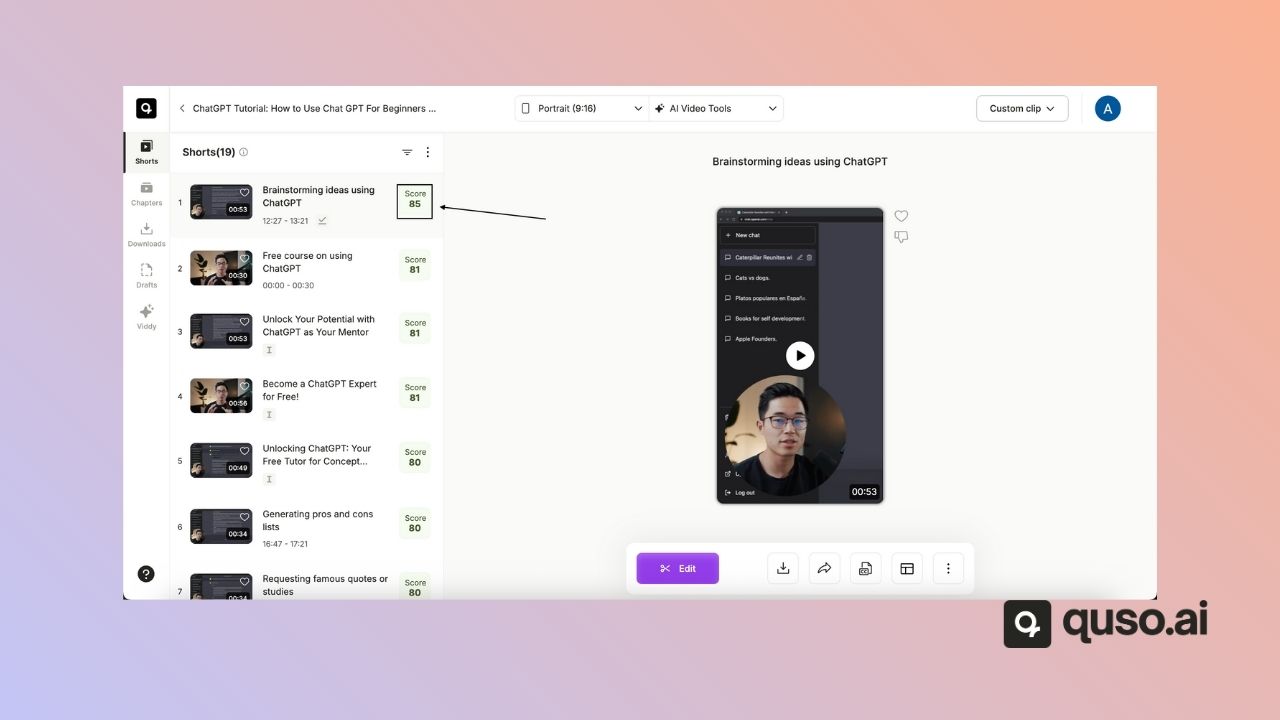 ChatGPT Tutorial: How to Use Chat GPT For Beginners ...
Portrait (9:16)
AI Video Tools
Custom clip
A
Shorts
Chapters
Downloads
Drafts
Viddy
?
Shorts(19)
1
00:53
Brainstorming ideas using
ChatGPT
12:27 - 13:21
Score
85
2
00:30
Free course on using
ChatGPT
00:00 - 00:30
Score
81
3
00:53
Unlock Your Potential with
ChatGPT as Your Mentor
Score
81
4
00:56
Become a ChatGPT Expert
for Free!
Score
81
5
00:49
Unlocking ChatGPT: Your
Free Tutor for Concept...
Score
80
6
00:34
Generating pros and cons
lists
16:47 - 17:21
Score
80
7
00:34
Requesting famous quotes or
studies
Score
80
Brainstorming ideas using ChatGPT
+ New chat
Caterpillar Reunites wi
Cats vs dogs.
Platos populares en Españ.
Books for self development.
Apple Founders.
Log out
00:53
Edit
quso.ai